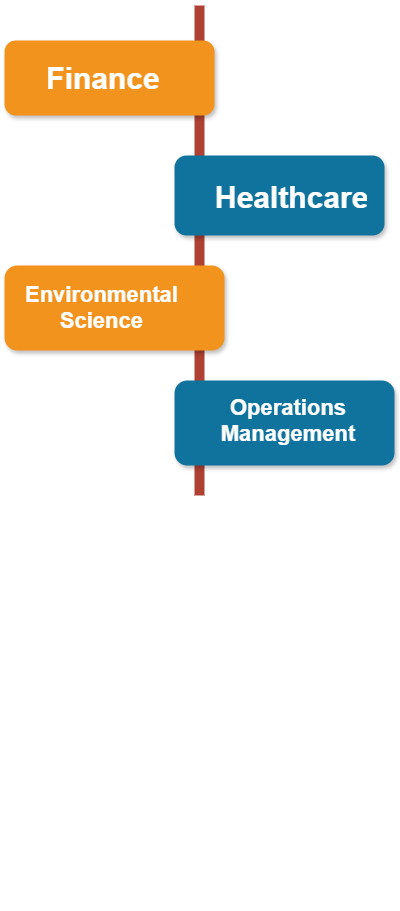 Finance
Healthcare
Environmental
Science
Operations
Management